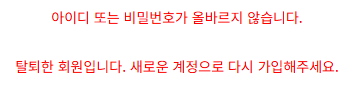 아이디 또는 비밀번호가 올바르지 않습니다.
탈퇴한 회원입니다. 새로운 계정으로 다시 가입해주세요.